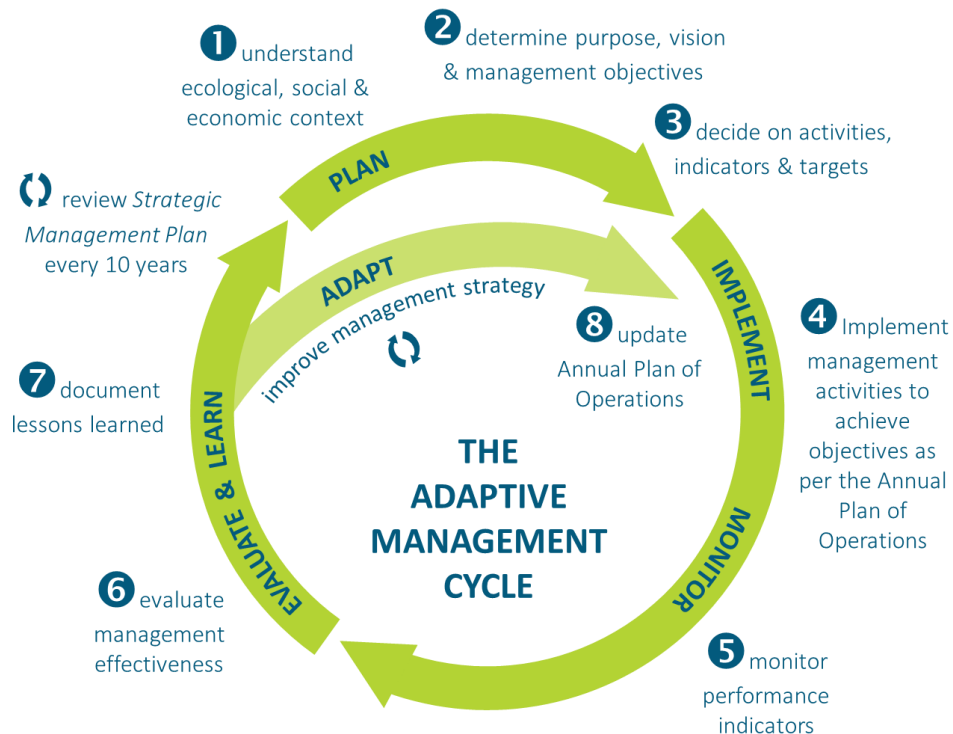 1 understand
ecological, social &
economic context
2 determine purpose, vision
& management objectives
3 decide on activities,
indicators & targets
PLAN
review Strategic
Management Plan
every 10 years
ADAPT
improve management strategy
IMPLEMENT
4 Implement
management
activities to
achieve
objectives as
per the Annual
Plan of
Operations
8 update
Annual Plan of
Operations
7 document
lessons learned
EVALUATE & LEARN
THE
ADAPTIVE
MANAGEMENT
CYCLE
MONITOR
6 evaluate
management
effectiveness
5 monitor
performance
indicators